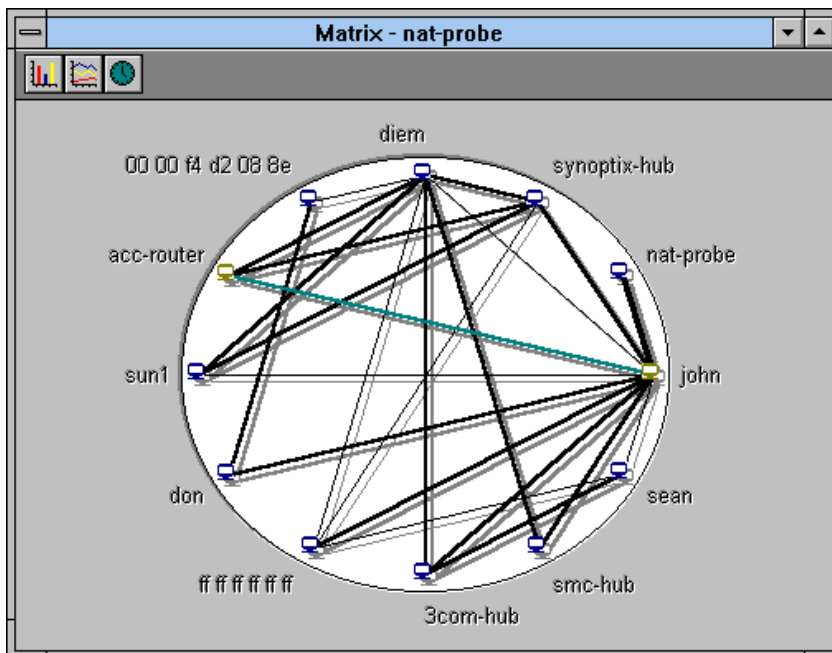 Matrix - nat-probe
diem
00 00 f4 d2 08 8e
synoptix-hub
acc-router
nat-probe
sun1
john
don
sean
ff ff ff ff ff ff
smc-hub
3com-hub